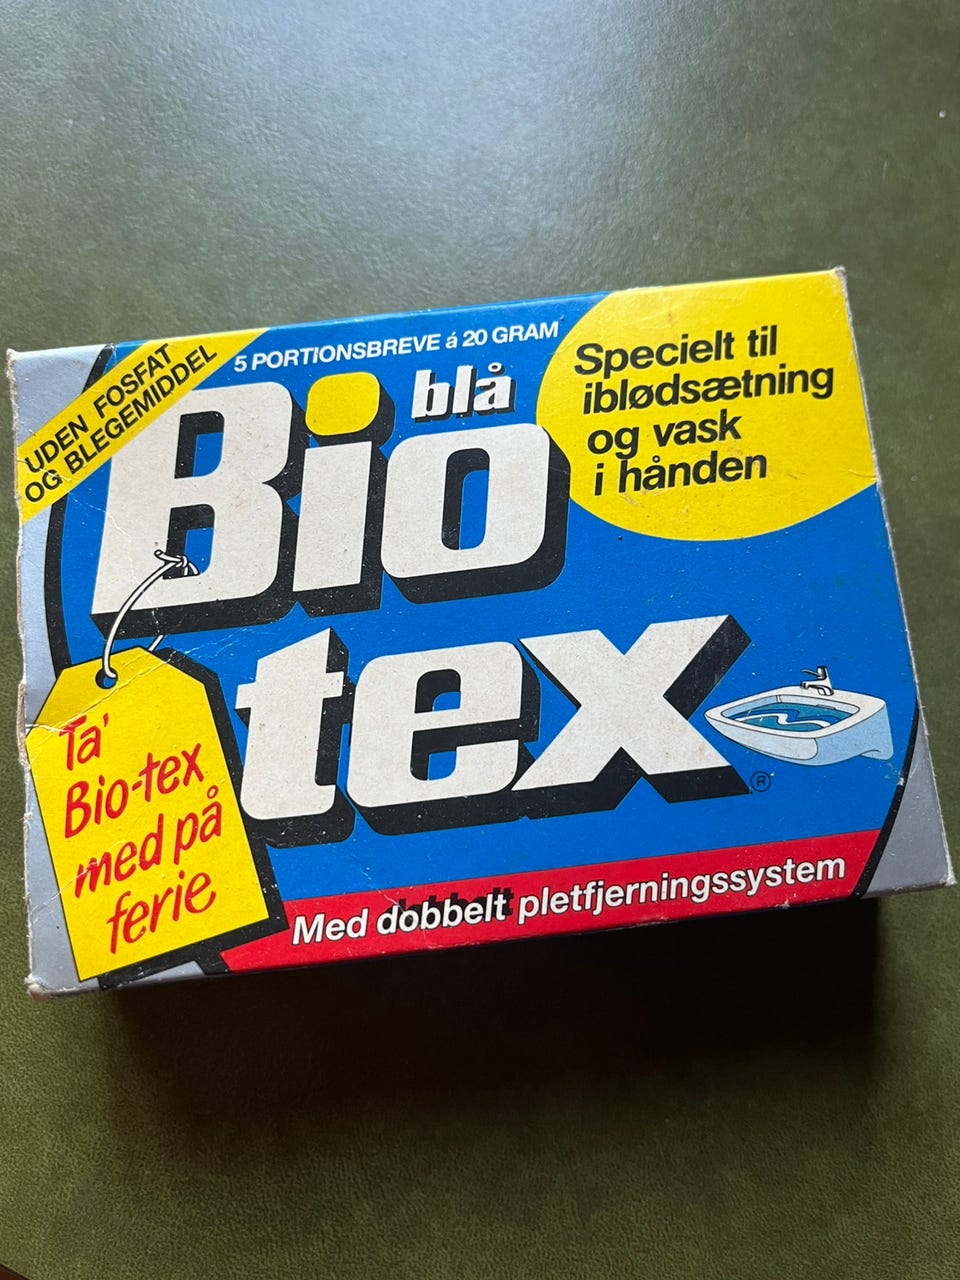 UDEN FOSFAT
OG BLEGEMIDDEL
5 PORTIONSBREVE á 20 GRAM
blå
Bio
tex
®
Specielt til
iblødsætning
og vask
i hånden
Ta'
Bio-tex
med på
ferie
Med dobbelt pletfjerningssystem